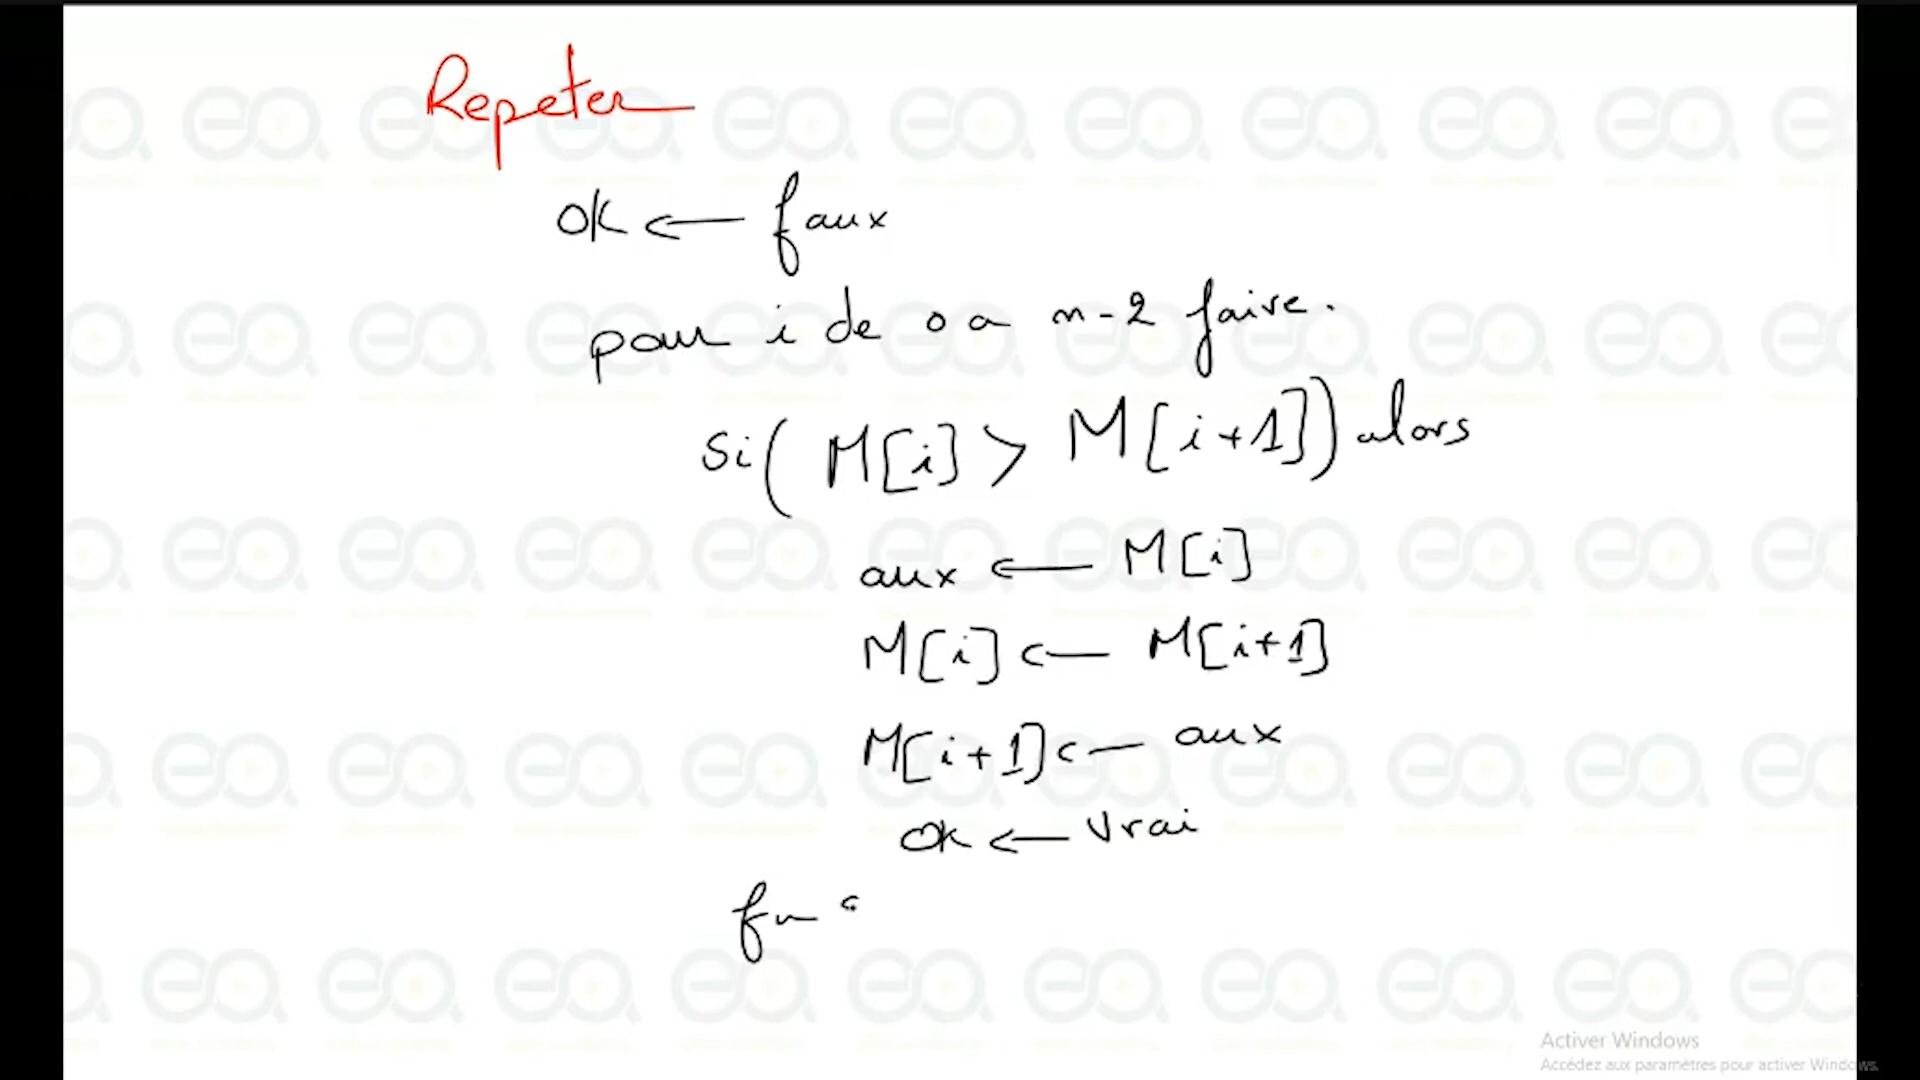 Repeter
OK ← faux
pour i de 0 a n-2 faire.
Si ( M[i] > M[i+1]) alors
aux ← M[i]
M[i] ← M[i+1]
M[i+1] ← aux
OK ← Vrai
fin
Activer Windows
Accédez aux paramètres pour activer Windows.